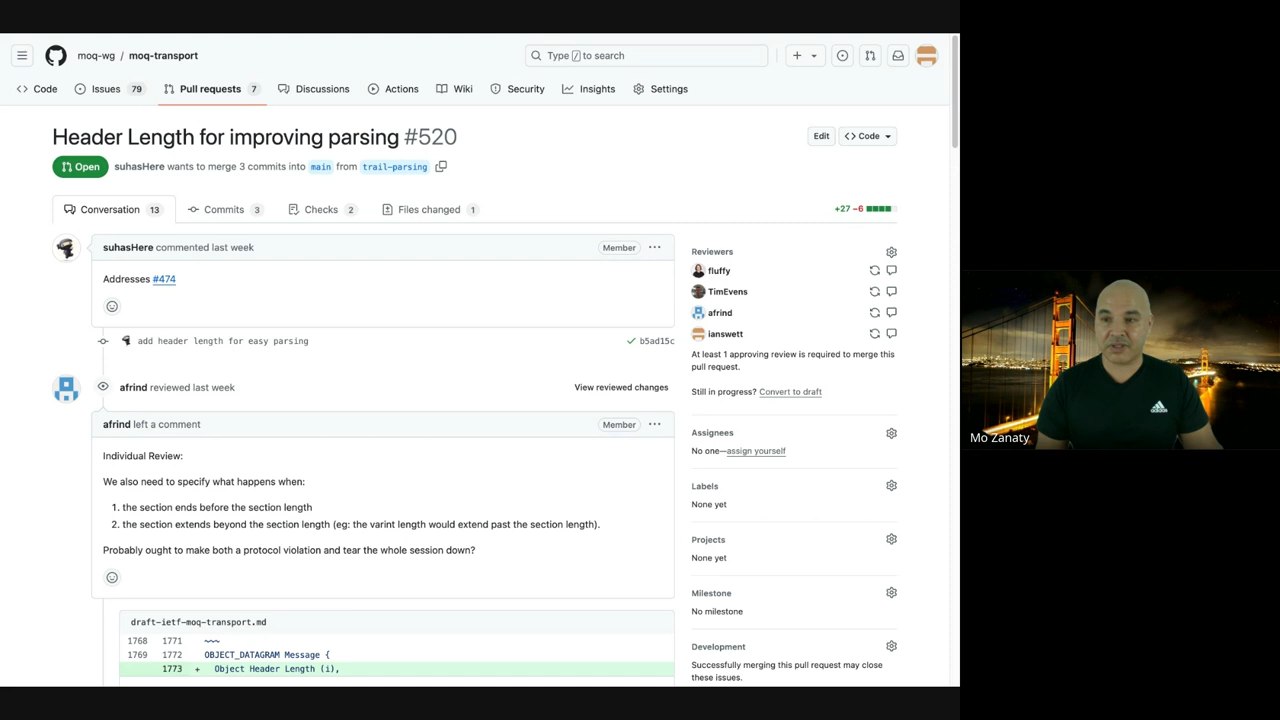 moq-wg / moq-transport
Type / to search
Code
Issues 79
Pull requests 7
Discussions
Actions
Wiki
Security
Insights
Settings
Header Length for improving parsing #520
Edit
<> Code
Open
suhasHere wants to merge 3 commits into main from trail-parsing
Conversation 13
Commits 3
Checks 2
Files changed 1
+27 −6
suhasHere commented last week
Member
Addresses #474
add header length for easy parsing
b5ad15c
afrind reviewed last week
View reviewed changes
afrind left a comment
Member
Individual Review:
We also need to specify what happens when:
1. the section ends before the section length
2. the section extends beyond the section length (eg: the varint length would extend past the section length).
Probably ought to make both a protocol violation and tear the whole session down?
draft-ietf-moq-transport.md
1768 1771 ~~~
1769 1772 OBJECT_DATAGRAM Message {
1773 + Object Header Length (i),
Reviewers
fluffy
TimEvens
afrind
ianswett
At least 1 approving review is required to merge this
pull request.
Still in progress? Convert to draft
Assignees
No one—assign yourself
Labels
None yet
Projects
None yet
Milestone
No milestone
Development
Successfully merging this pull request may close
these issues.
Mo Zanaty